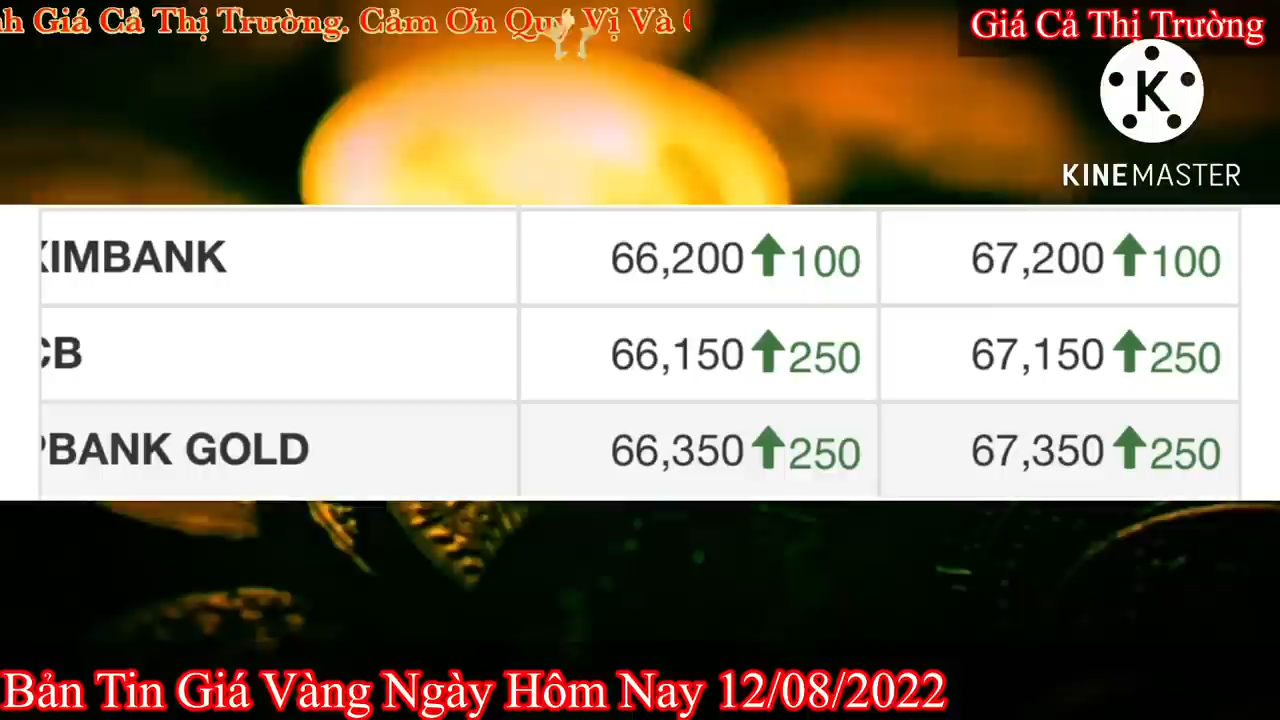 h Giá Cả Thị Trường. Cảm Ơn Quý Vị Và
Giá Cả Thị Trường
K
KINEMASTER
XIMBANK 66,200 100 67,200 100
CB 66,150 250 67,150 250
PBANK GOLD 66,350 250 67,350 250
Bản Tin Giá Vàng Ngày Hôm Nay 12/08/2022